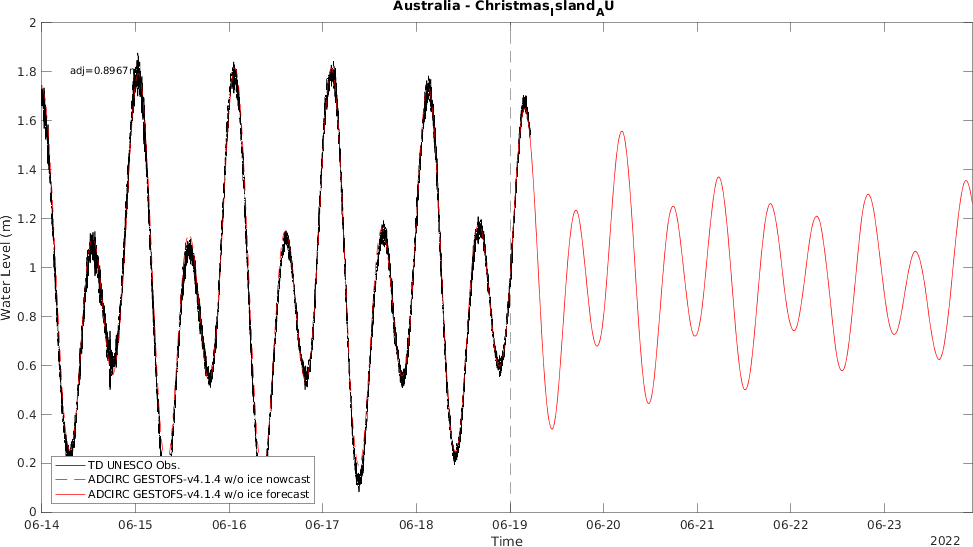 Australia - Christmas_Island_AU
2
1.8
1.6
1.4
1.2
1
0.8
0.6
0.4
0.2
0
Water Level (m)
adj=0.8967m
TD UNESCO Obs.
ADCIRC GESTOFS-v4.1.4 w/o ice nowcast
ADCIRC GESTOFS-v4.1.4 w/o ice forecast
06-14 06-15 06-16 06-17 06-18 06-19 06-20 06-21 06-22 06-23
Time
2022